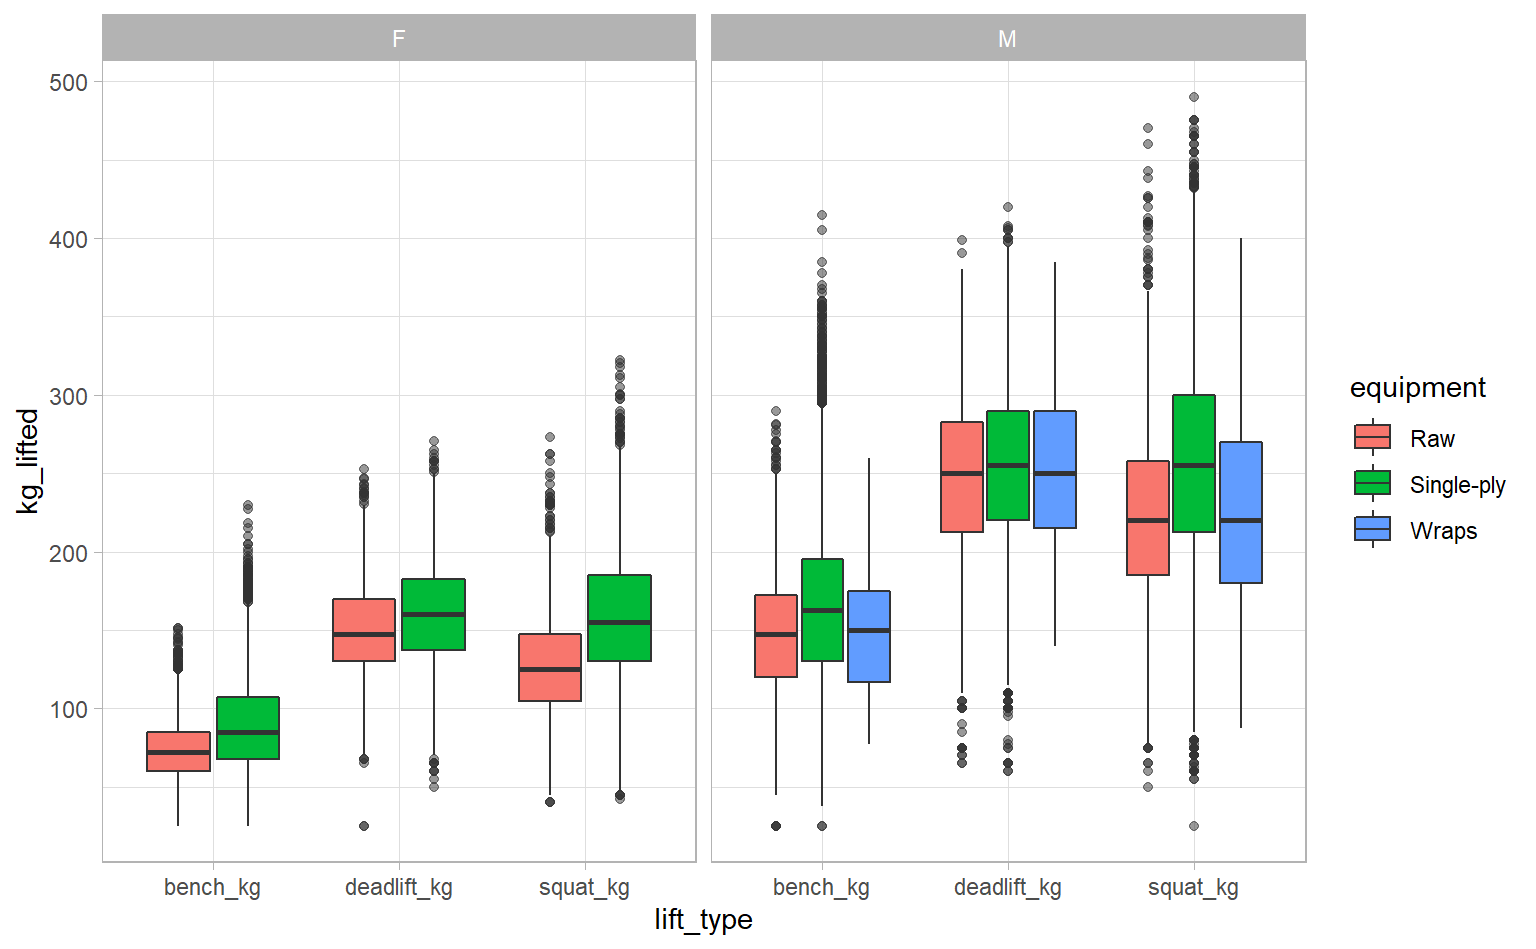 F
M
500
400
300
200
100
kg_lifted
bench_kg
deadlift_kg
squat_kg
bench_kg
deadlift_kg
squat_kg
lift_type
equipment
Raw
Single-ply
Wraps